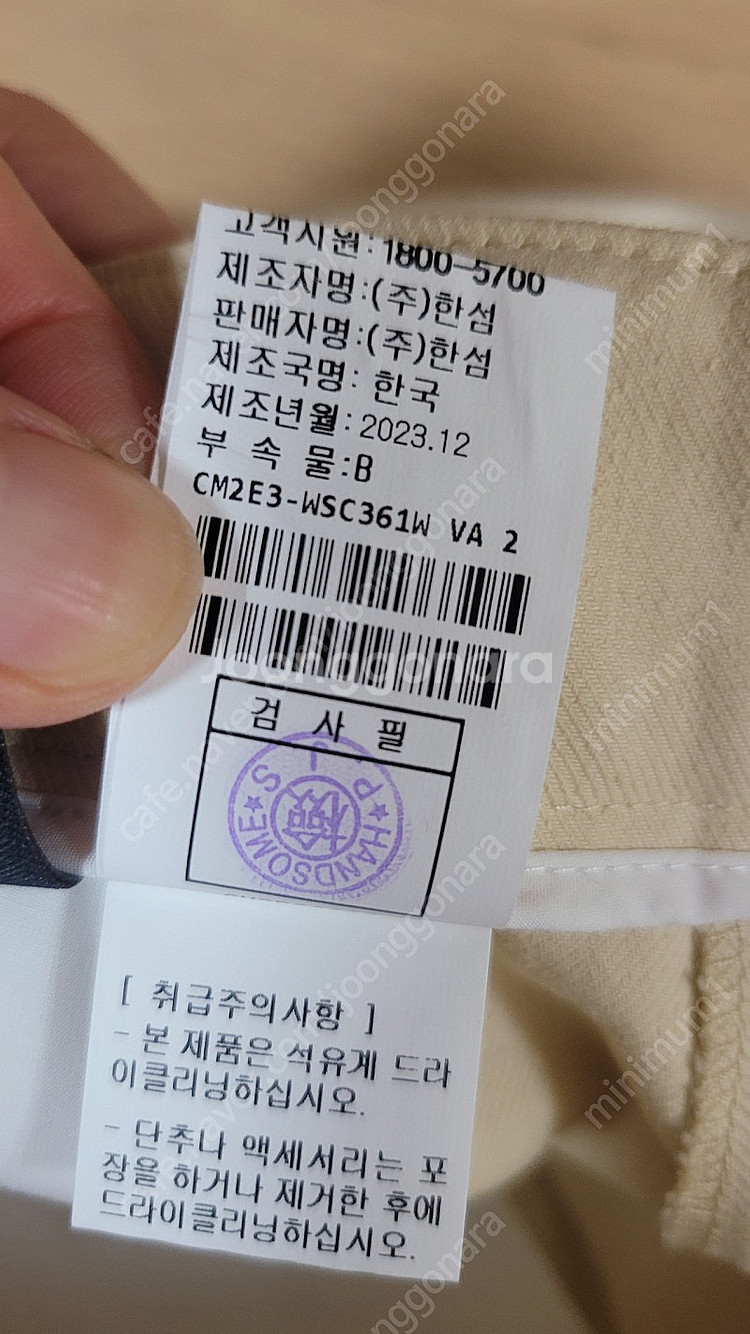 고객지원:1800-5700
제조자명:(주)한섬
판매자명:(주)한섬
제조국명: 한국
제조년월: 2023.12
부 속 물:B
CM2E3-WSC361W VA 2
Joonggonara
검 사 필
HANDSOME P J S
檢
[ 취급주의사항 ]
- 본 제품은 석유계 드라
이클리닝하십시오.
- 단추나 액세서리는 포
장을 하거나 제거한 후에
드라이클리닝하십시오.
minimum1
minimum1
minimum1